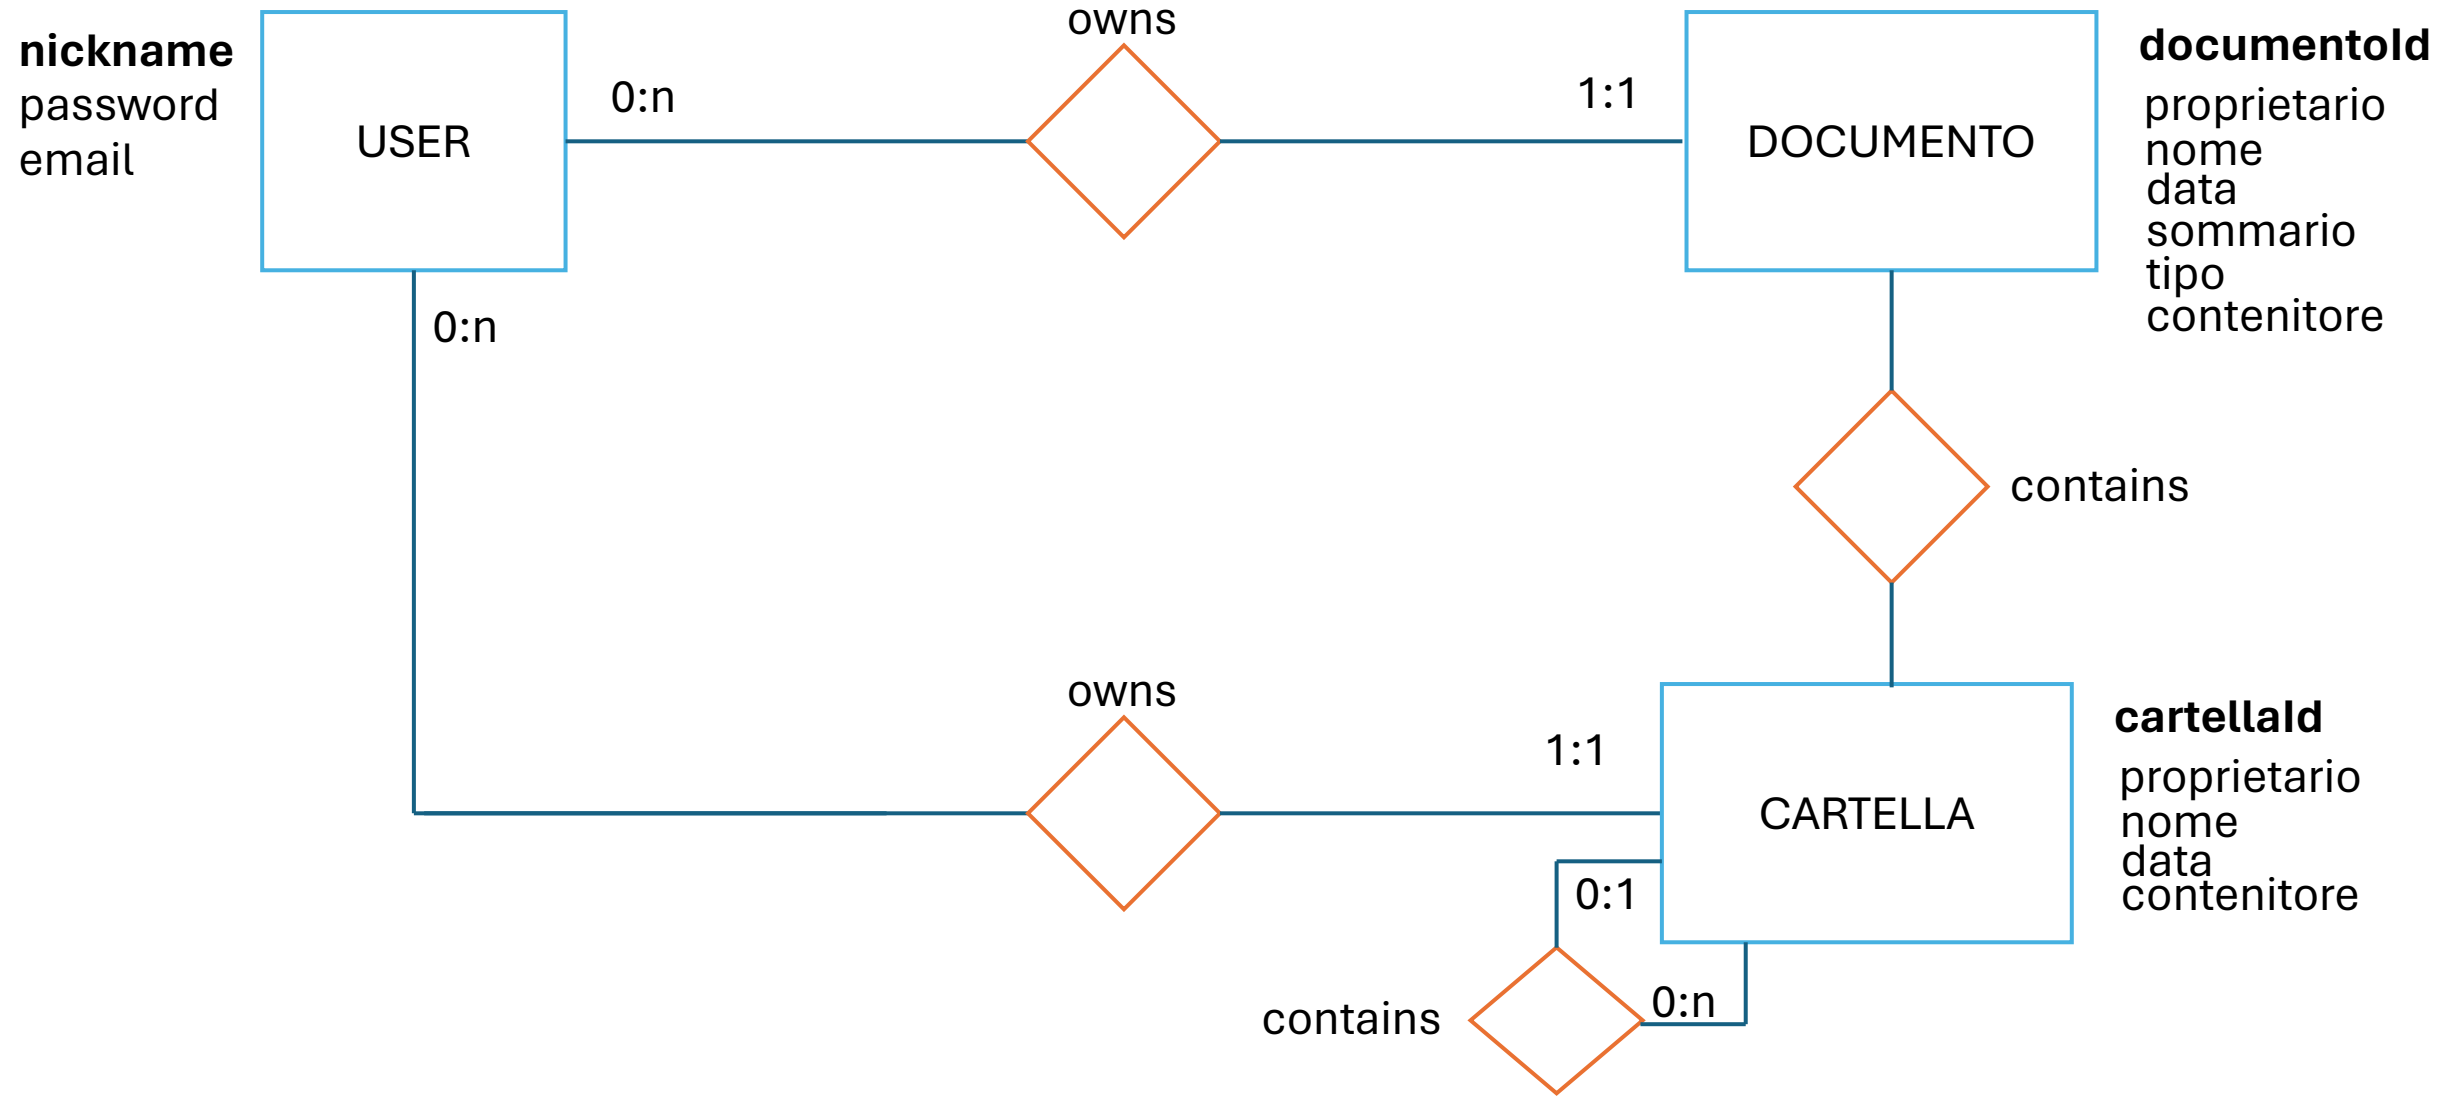 owns
nickname
password
email
USER
0:n
1:1
DOCUMENTO
documentoId
proprietario
nome
data
sommario
tipo
contenitore
0:n
contains
owns
1:1
CARTELLA
cartellaId
proprietario
nome
data
contenitore
0:1
0:n
contains